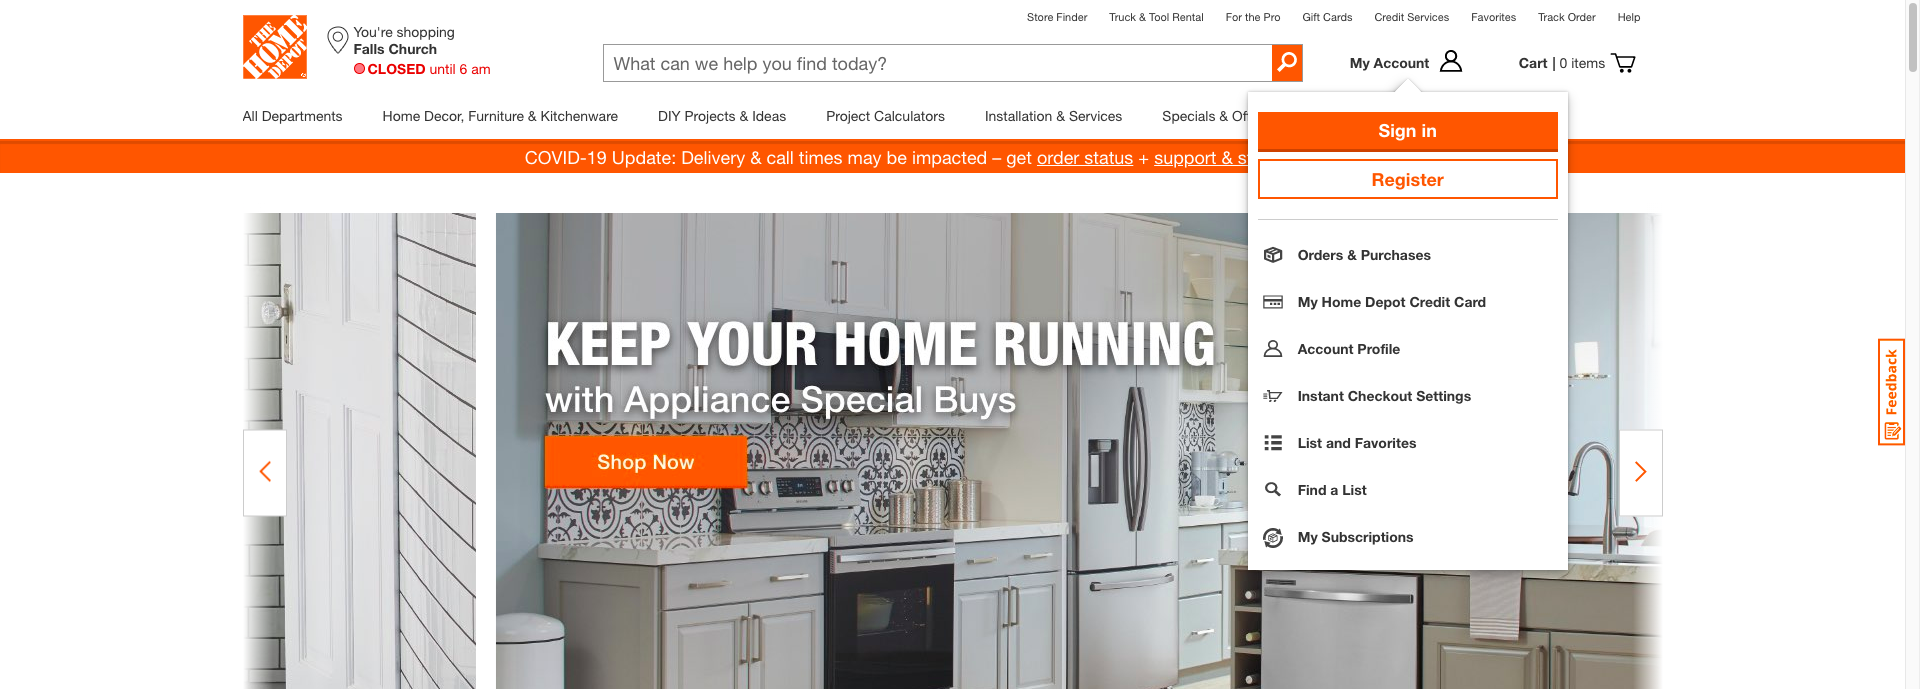 Store Finder Truck & Tool Rental For the Pro Gift Cards Credit Services Favorites Track Order Help
THE
HOME
DEPOT
You're shopping
Falls Church
CLOSED until 6 am
What can we help you find today?
My Account
Cart | 0 items
All Departments Home Decor, Furniture & Kitchenware DIY Projects & Ideas Project Calculators Installation & Services Specials & Of
COVID-19 Update: Delivery & call times may be impacted – get order status + support & s
Sign in
Register
Orders & Purchases
My Home Depot Credit Card
Account Profile
Instant Checkout Settings
List and Favorites
Find a List
My Subscriptions
KEEP YOUR HOME RUNNING
with Appliance Special Buys
Shop Now
Feedback